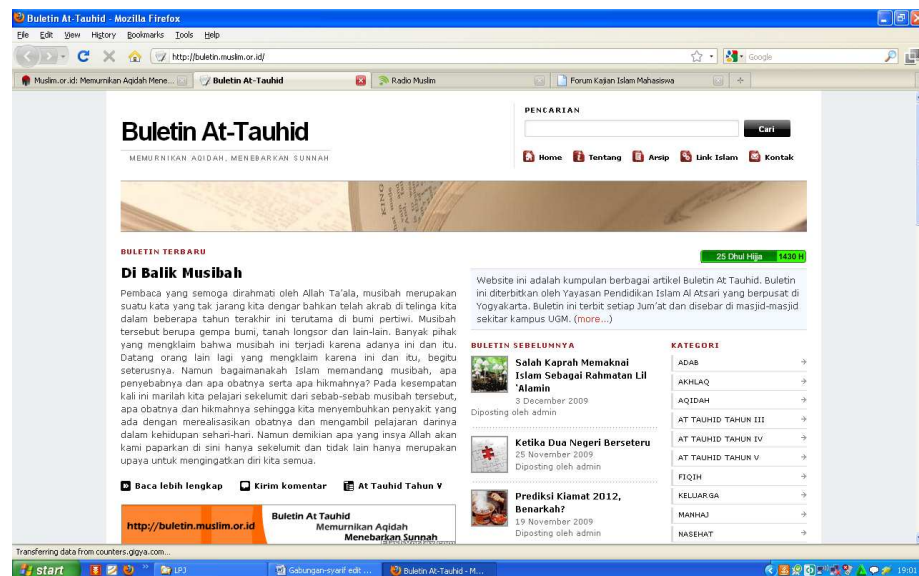 Buletin At-Tauhid - Mozilla Firefox
File Edit View History Bookmarks Tools Help
http://buletin.muslim.or.id/
Google
Muslim.or.id: Memurnikan Aqidah Mene...
Buletin At-Tauhid
Radio Muslim
Forum Kajian Islam Mahasiswa
Buletin At-Tauhid
MEMURNIKAN AQIDAH, MENEBARKAN SUNNAH
PENCARIAN
Cari
Home Tentang Arsip Link Islam Kontak
KING
BULETIN TERBARU
Di Balik Musibah
Pembaca yang semoga dirahmati oleh Allah Ta'ala, musibah merupakan
suatu kata yang tak jarang kita dengar bahkan telah akrab di telinga kita
dalam beberapa tahun terakhir ini terutama di bumi pertiwi. Musibah
tersebut berupa gempa bumi, tanah longsor dan lain-lain. Banyak pihak
yang mengklaim bahwa musibah ini terjadi karena adanya ini dan itu.
Datang orang lain lagi yang mengklaim karena ini dan itu, begitu
seterusnya. Namun bagaimanakah Islam memandang musibah, apa
penyebabnya dan apa obatnya serta apa hikmahnya? Pada kesempatan
kali ini marilah kita pelajari sekelumit dari sebab-sebab musibah tersebut,
apa obatnya dan hikmahnya sehingga kita menyembuhkan penyakit yang
ada dengan merealisasikan obatnya dan mengambil pelajaran darinya
dalam kehidupan sehari-hari. Namun demikian apa yang insya Allah akan
kami paparkan di sini hanya sekelumit dan tidak lain hanya merupakan
upaya untuk mengingatkan diri kita semua.
Baca lebih lengkap Kirim komentar At Tauhid Tahun V
http://buletin.muslim.or.id
Buletin At Tauhid
Memurnikan Aqidah
Menebarkan Sunnah
25 Dhul Hijja 1430 H
Website ini adalah kumpulan berbagai artikel Buletin At Tauhid. Buletin
ini diterbitkan oleh Yayasan Pendidikan Islam Al Atsari yang berpusat di
Yogyakarta. Buletin ini terbit setiap Jum'at dan disebar di masjid-masjid
sekitar kampus UGM. (more...)
BULETIN SEBELUMNYA
Salah Kaprah Memaknai
Islam Sebagai Rahmatan Lil
'Alamin
3 December 2009
Diposting oleh admin
Ketika Dua Negeri Berseteru
25 November 2009
Diposting oleh admin
Prediksi Kiamat 2012,
Benarkah?
19 November 2009
Diposting oleh admin
KATEGORI
ADAB
AKHLAQ
AQIDAH
AT TAUHID TAHUN III
AT TAUHID TAHUN IV
AT TAUHID TAHUN V
FIQIH
KELUARGA
MANHAJ
NASEHAT
Transferring data from counters.gigya.com...
start
LPJ
Gabungan-syarif edit ...
Buletin At-Tauhid - M...
19:01